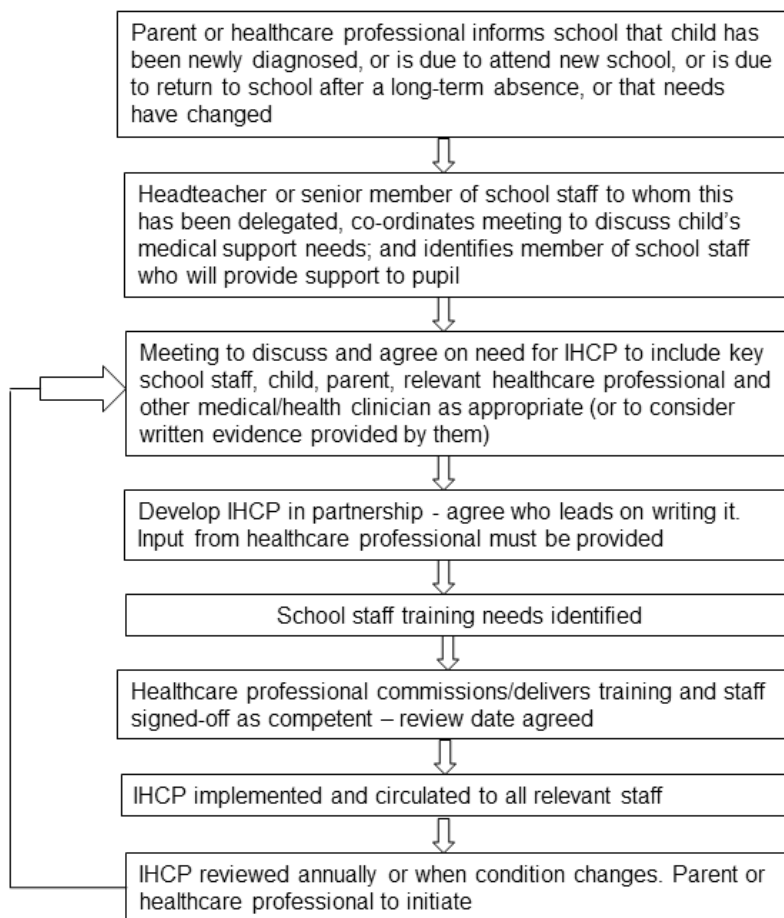 Parent or healthcare professional informs school that child has
been newly diagnosed, or is due to attend new school, or is due
to return to school after a long-term absence, or that needs
have changed
Headteacher or senior member of school staff to whom this
has been delegated, co-ordinates meeting to discuss child’s
medical support needs; and identifies member of school staff
who will provide support to pupil
Meeting to discuss and agree on need for IHCP to include key
school staff, child, parent, relevant healthcare professional and
other medical/health clinician as appropriate (or to consider
written evidence provided by them)
Develop IHCP in partnership - agree who leads on writing it.
Input from healthcare professional must be provided
School staff training needs identified
Healthcare professional commissions/delivers training and staff
signed-off as competent – review date agreed
IHCP implemented and circulated to all relevant staff
IHCP reviewed annually or when condition changes. Parent or
healthcare professional to initiate